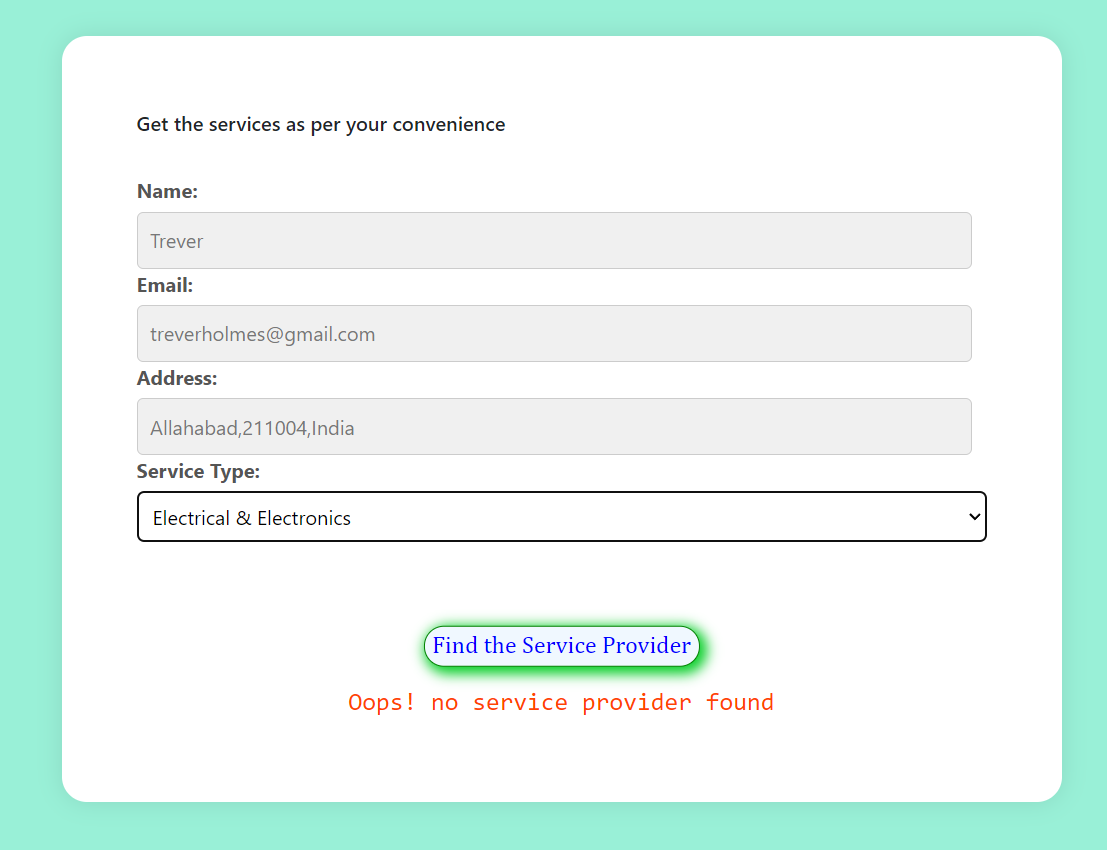 Get the services as per your convenience
Name:
Trever
Email:
treverholmes@gmail.com
Address:
Allahabad,211004,India
Service Type:
Electrical & Electronics
Find the Service Provider
Oops! no service provider found